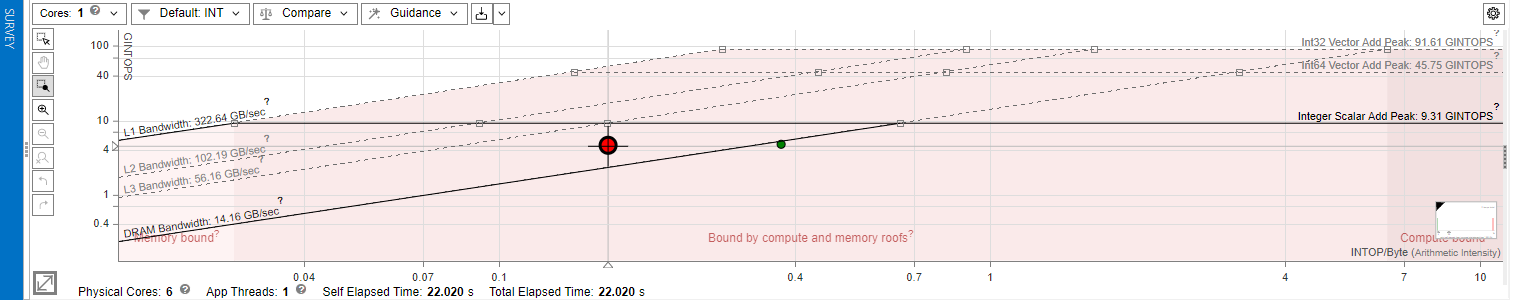 SURVEY
Cores: 1 ? Default: INT Compare Guidance
GINTOPS
100
40
10
4
1
0.4
Int32 Vector Add Peak: 91.61 GINTOPS ?
Int64 Vector Add Peak: 45.75 GINTOPS ?
Integer Scalar Add Peak: 9.31 GINTOPS ?
L1 Bandwidth: 322.64 GB/sec ?
L2 Bandwidth: 102.19 GB/sec ?
L3 Bandwidth: 56.16 GB/sec ?
DRAM Bandwidth: 14.16 GB/sec ?
Memory bound?
Bound by compute and memory roofs?
Compute bound?
INTOP/Byte (Arithmetic Intensity)
0.04 0.07 0.1 0.4 0.7 1 4 7 10
Physical Cores: 6 ? App Threads: 1 ? Self Elapsed Time: 22.020 s Total Elapsed Time: 22.020 s